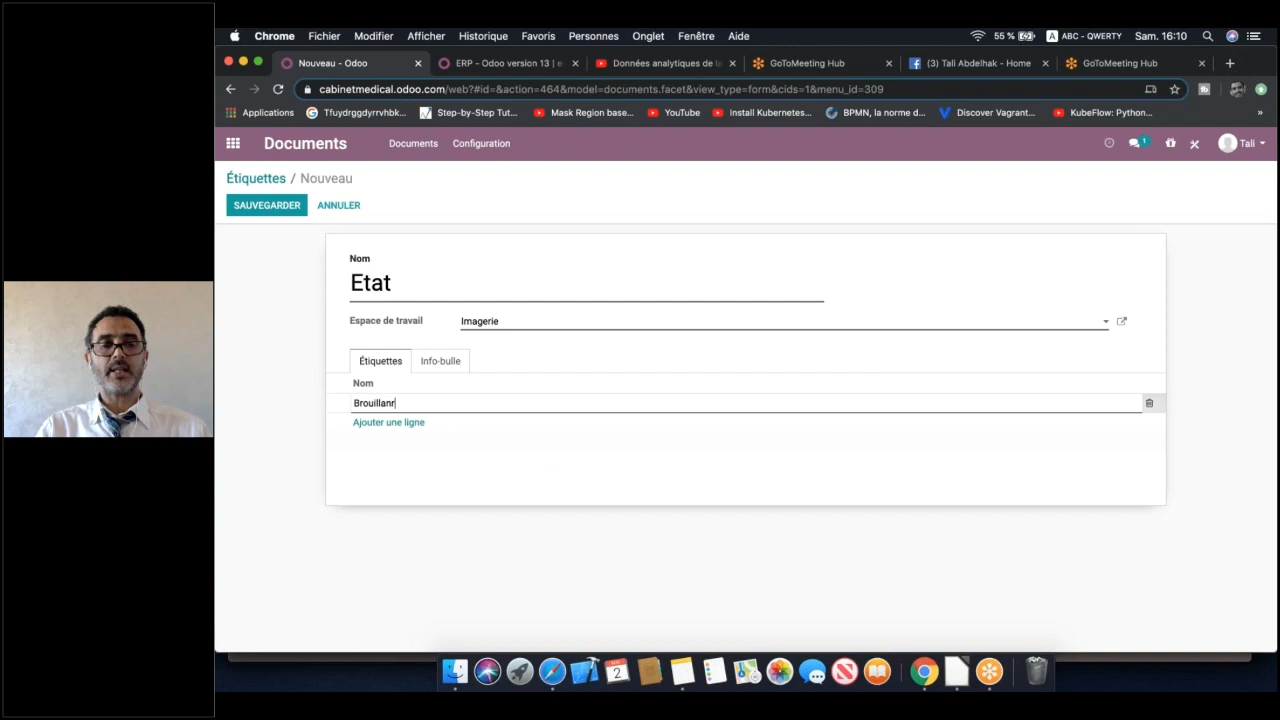 Chrome Fichier Modifier Afficher Historique Favoris Personnes Onglet Fenêtre Aide 55 % A ABC - QWERTY Sam. 16:10
Nouveau - Odoo ERP - Odoo version 13 | e Données analytiques de la GoToMeeting Hub (3) Tali Abdelhak - Home GoToMeeting Hub
cabinetmedical.odoo.com/web?#id=&action=464&model=documents.facet&view_type=form&cids=1&menu_id=309
Applications Tfuydrggdyrrvhbk... Step-by-Step Tut... Mask Region base... YouTube Install Kubernetes... BPMN, la norme d... Discover Vagrant... KubeFlow: Python... »
Documents Documents Configuration 1 Tali
Étiquettes / Nouveau
SAUVEGARDER ANNULER
Nom
Etat
Espace de travail Imagerie
Étiquettes Info-bulle
Nom
Brouillanr
Ajouter une ligne
2